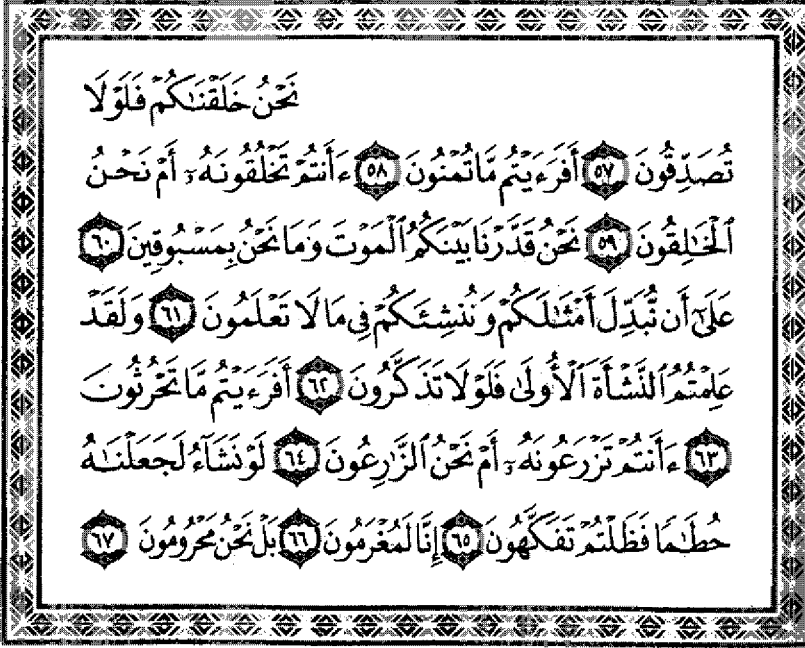 نَحْنُ خَلَقْنَٰكُمْ فَلَوْلَا
تُصَدِّقُونَ ٥٧ أَفَرَءَيْتُم مَّا تُمْنُونَ ٥٨ ءَأَنتُمْ تَخْلُقُونَهُۥٓ أَمْ نَحْنُ
ٱلْخَٰلِقُونَ ٥٩ نَحْنُ قَدَّرْنَا بَيْنَكُمُ ٱلْمَوْتَ وَمَا نَحْنُ بِمَسْبُوقِينَ ٦٠
عَلَىٰٓ أَن نُّبَدِّلَ أَمْثَٰلَكُمْ وَنُنشِئَكُمْ فِى مَا لَا تَعْلَمُونَ ٦١ وَلَقَدْ
عَلِمْتُمُ ٱلنَّشْأَةَ ٱلْأُولَىٰ فَلَوْلَا تَذَكَّرُونَ ٦٢ أَفَرَءَيْتُم مَّا تَحْرُثُونَ
٦٣ ءَأَنتُمْ تَزْرَعُونَهُۥٓ أَمْ نَحْنُ ٱلزَّٰرِعُونَ ٦٤ لَوْ نَشَآءُ لَجَعَلْنَٰهُ
حُطَٰمًا فَظَلْتُمْ تَفَكَّهُونَ ٦٥ إِنَّا لَمُغْرَمُونَ ٦٦ بَلْ نَحْنُ مَحْرُومُونَ ٦٧